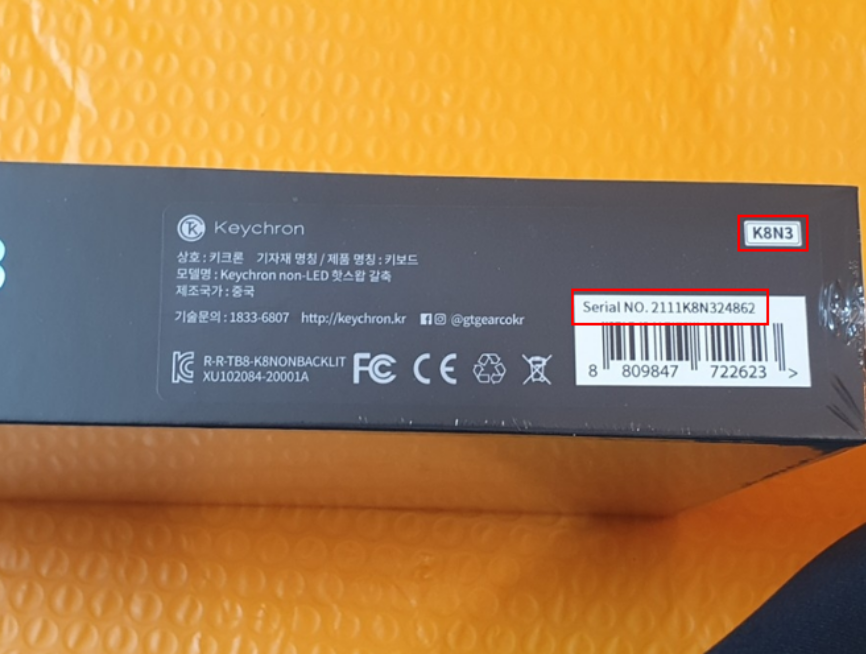 Keychron
K8N3
상호 : 키크론 기자재 명칭 / 제품 명칭 : 키보드
모델명 : Keychron non-LED 핫스왑 갈축
제조국가 : 중국
기술문의 : 1833-6807 http://keychron.kr @gtgearcokr
Serial NO. 2111K8N324862
R-R-TB8-K8NONBACKLIT
XU102084-20001A
FC CE
8 809847 722623 >